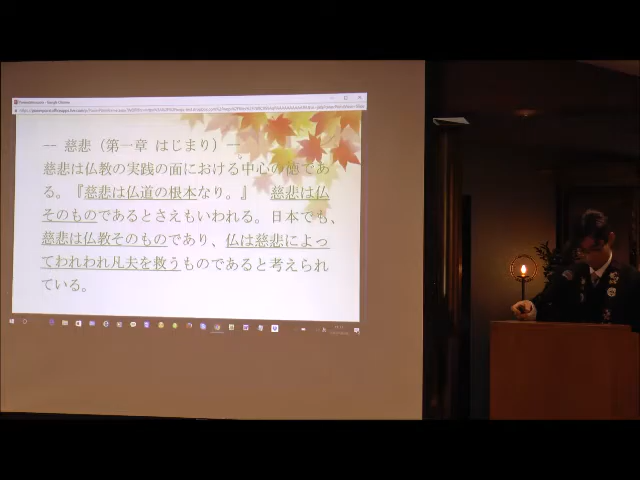 — 慈悲（第一章 はじまり）—
慈悲は仏教の実践の面における中心の徳であ
る。『慈悲は仏道の根本なり。』 慈悲は仏
そのものであるとさえもいわれる。日本でも、
慈悲は仏教そのものであり、仏は慈悲によっ
てわれわれ凡夫を救うものであると考えられ
ている。